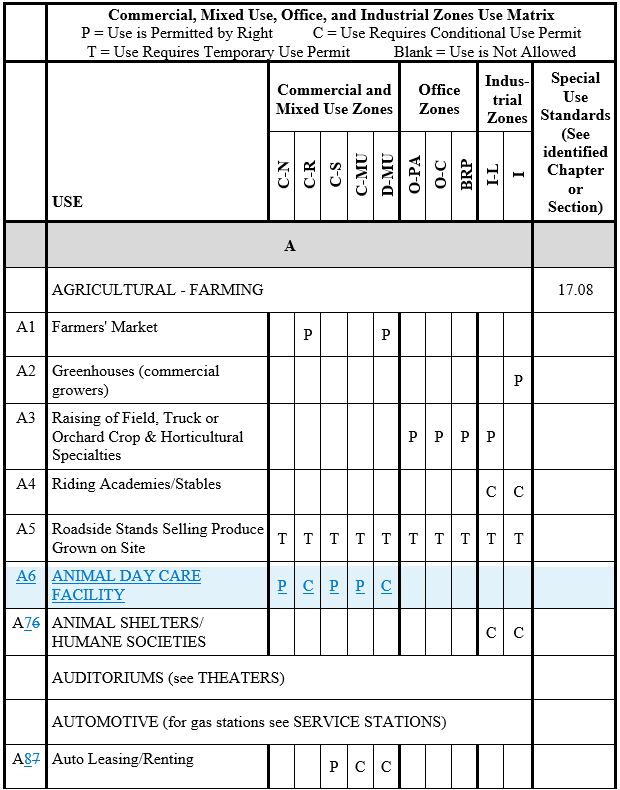 Commercial, Mixed Use, Office, and Industrial Zones Use Matrix
P = Use is Permitted by Right C = Use Requires Conditional Use Permit
T = Use Requires Temporary Use Permit Blank = Use is Not Allowed
USE
Commercial and
Mixed Use Zones
Office
Zones
Indus-
trial
Zones
Special
Use
Standards
(See
identified
Chapter
or
Section)
C-N C-R C-S C-MU D-MU O-PA O-C BRP I-L I
A
AGRICULTURAL - FARMING 17.08
A1 Farmers' Market P P
A2 Greenhouses (commercial
growers) P
A3 Raising of Field, Truck or
Orchard Crop & Horticultural
Specialties P P P P
A4 Riding Academies/Stables C C
A5 Roadside Stands Selling Produce
Grown on Site T T T T T T T T T T
A6 ANIMAL DAY CARE
FACILITY P C P P C
A76 ANIMAL SHELTERS/
HUMANE SOCIETIES C C
AUDITORIUMS (see THEATERS)
AUTOMOTIVE (for gas stations see SERVICE STATIONS)
A87 Auto Leasing/Renting P C C